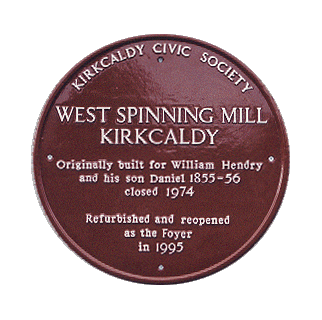 KIRKCALDY CIVIC SOCIETY
WEST SPINNING MILL
KIRKCALDY
Originally built for William Hendry
and his son Daniel 1855-56
closed 1974
Refurbished and reopened
as the Foyer
in 1995